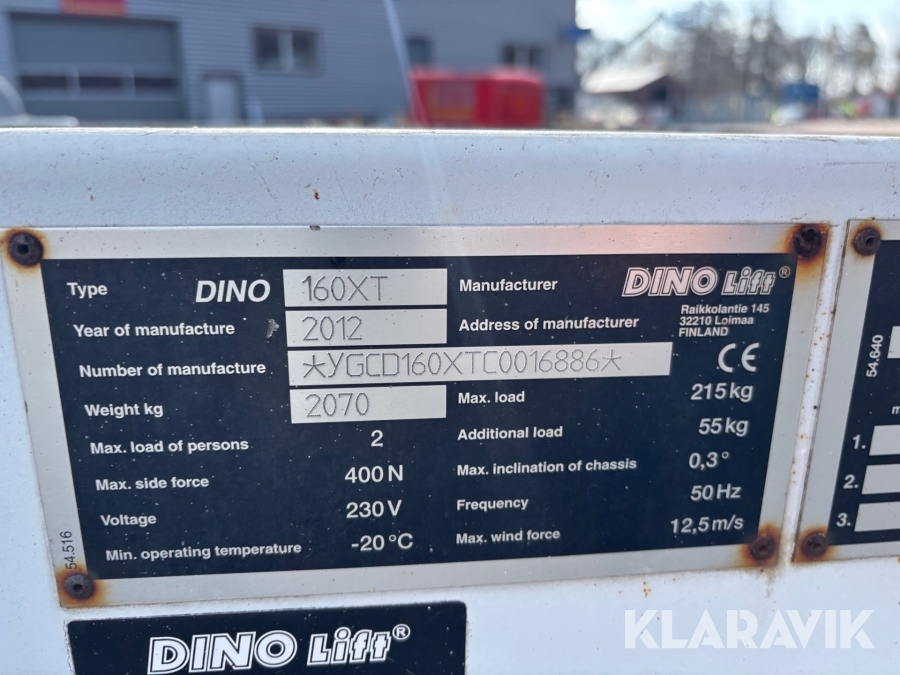 Type DINO 160XT
Year of manufacture 2012
Number of manufacture *YGCD160XTC0016886*
Weight kg 2070
Max. load of persons 2
Max. side force 400 N
Voltage 230 V
Min. operating temperature -20 °C
54.516
Manufacturer DINO Lift®
Address of manufacturer Raikkolantie 145
32210 Loimaa
FINLAND
CE
Max. load 215 kg
Additional load 55 kg
Max. inclination of chassis 0,3°
Frequency 50 Hz
Max. wind force 12,5 m/s
54.640
m
1.
2.
3.
DINO Lift®
KLARAVIK